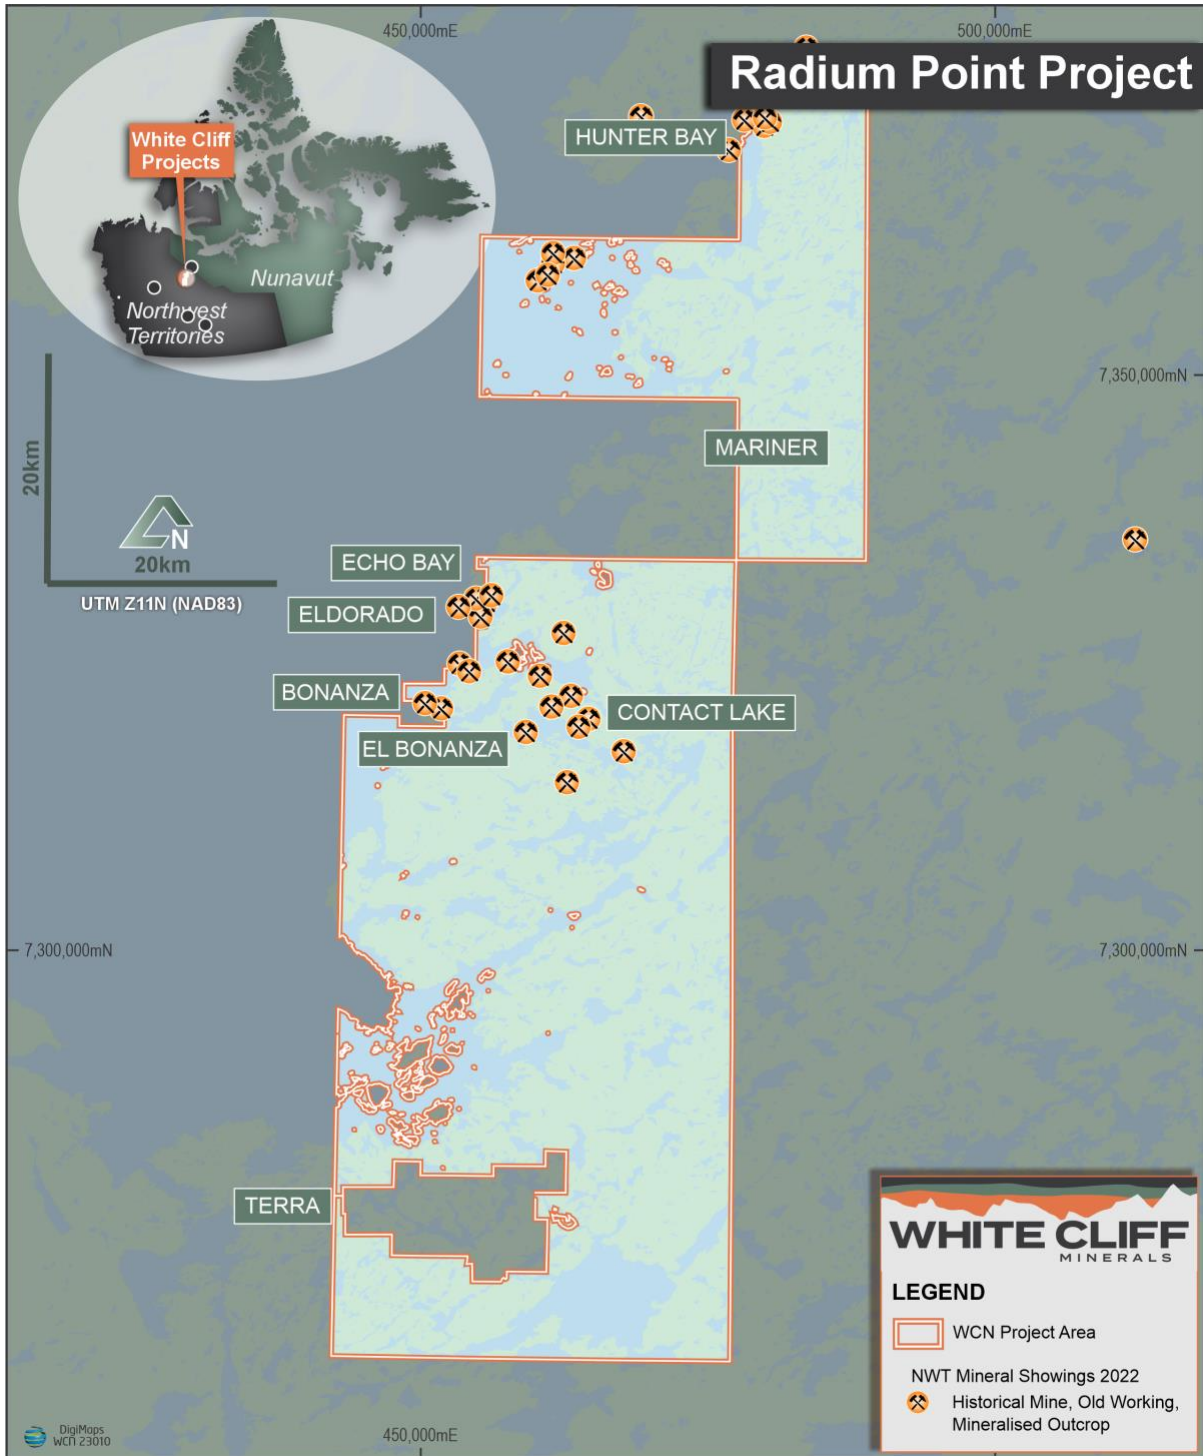 450,000mE
500,000mE
Radium Point Project
White Cliff
Projects
Nunavut
Northwest
Territories
HUNTER BAY
7,350,000mN
MARINER
20km
N
20km
UTM Z11N (NAD83)
ECHO BAY
ELDORADO
BONANZA
CONTACT LAKE
EL BONANZA
7,300,000mN
7,300,000mN
TERRA
WHITE CLIFF
MINERALS
LEGEND
WCN Project Area
NWT Mineral Showings 2022
Historical Mine, Old Working,
Mineralised Outcrop
DigiMaps
WCN 23010
450,000mE